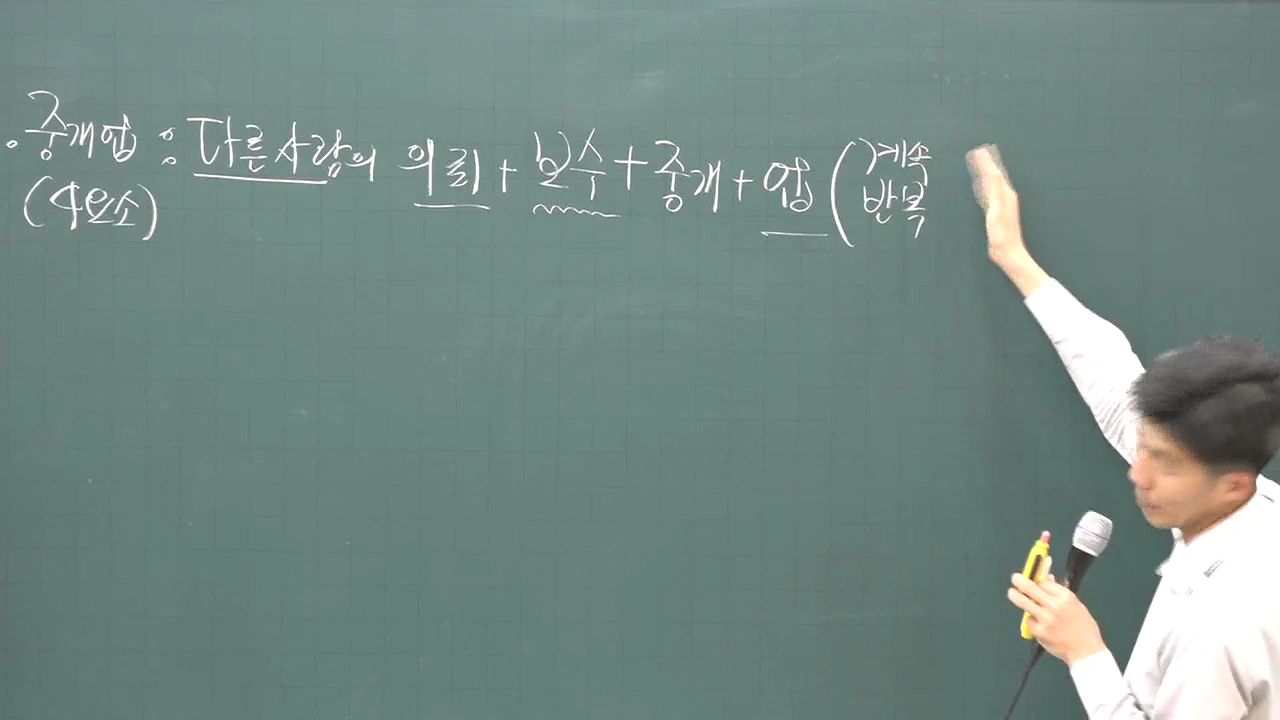 · 중개업 : 다른사람의 의뢰 + 보수 + 중개 + 업 (계속
반복
(4요소)